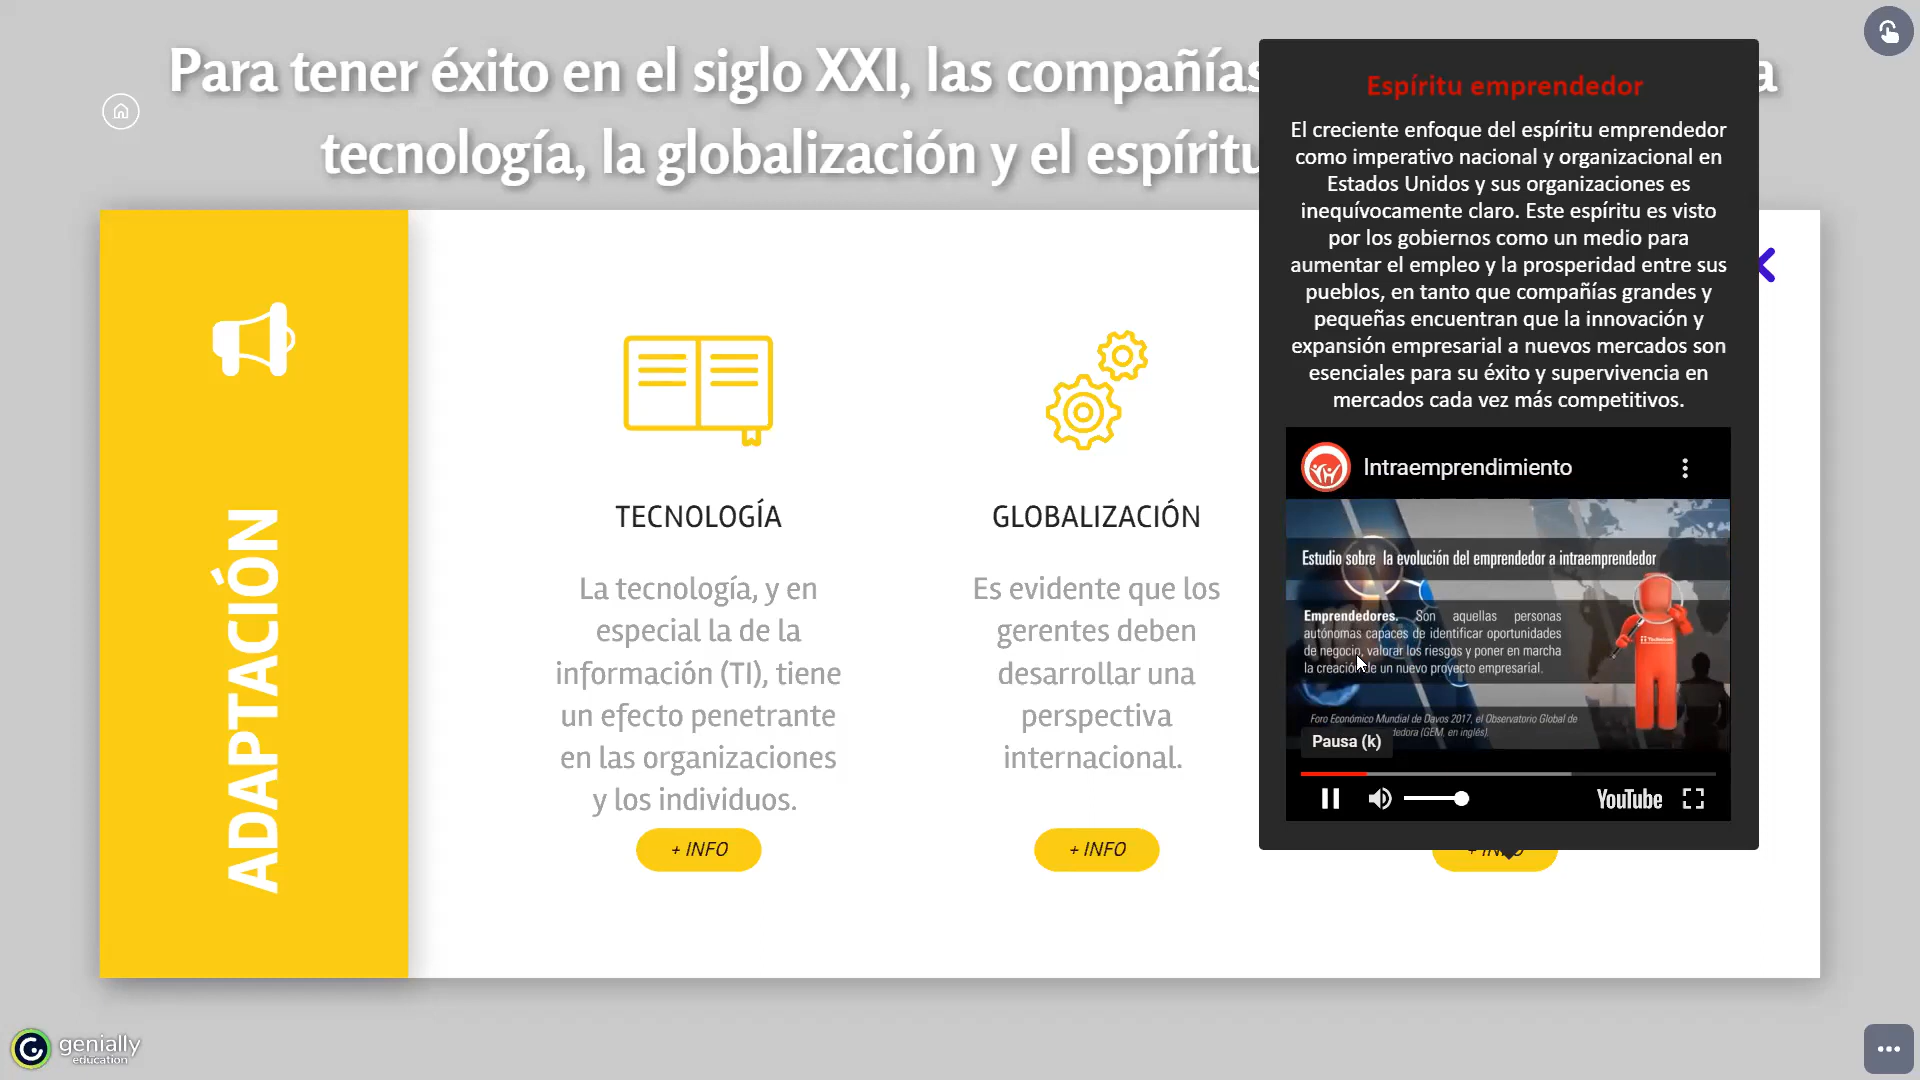 Para tener éxito en el siglo XXI, las compañías a
tecnología, la globalización y el espíritu
ADAPTACIÓN
TECNOLOGÍA
La tecnología, y en
especial la de la
información (TI), tiene
un efecto penetrante
en las organizaciones
y los individuos.
+ INFO
GLOBALIZACIÓN
Es evidente que los
gerentes deben
desarrollar una
perspectiva
internacional.
+ INFO
Espíritu emprendedor
El creciente enfoque del espíritu emprendedor
como imperativo nacional y organizacional en
Estados Unidos y sus organizaciones es
inequívocamente claro. Este espíritu es visto
por los gobiernos como un medio para
aumentar el empleo y la prosperidad entre sus
pueblos, en tanto que compañías grandes y
pequeñas encuentran que la innovación y
expansión empresarial a nuevos mercados son
esenciales para su éxito y supervivencia en
mercados cada vez más competitivos.
Intraemprendimiento
Estudio sobre la evolución del emprendedor a intraemprendedor
Emprendedores. Son aquellas personas
autónomas capaces de identificar oportunidades
de negocio, valorar los riesgos y poner en marcha
la creación de un nuevo proyecto empresarial.
Foro Económico Mundial de Davos 2017, el Observatorio Global de
dedora (GEM, en inglés).
Pausa (k)
YouTube
+ INFO
genially
education